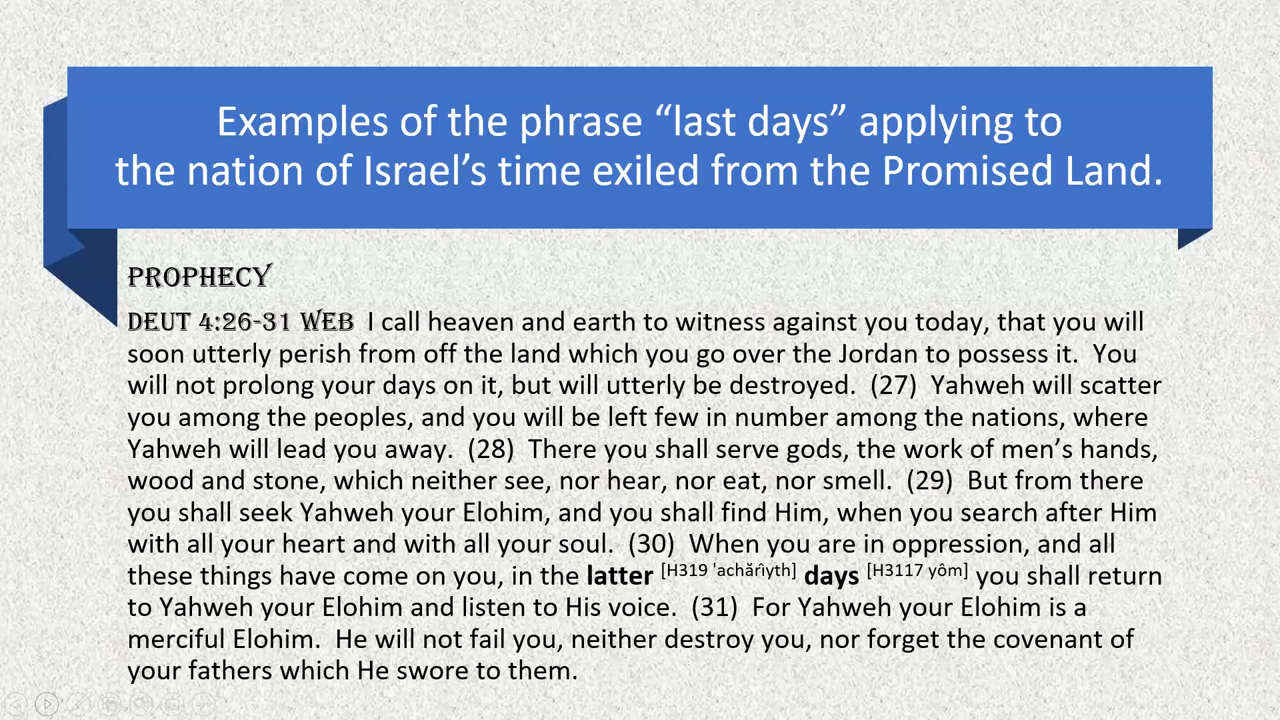 Examples of the phrase “last days” applying to
the nation of Israel’s time exiled from the Promised Land.
PROPHECY
DEUT 4:26-31 WEB  I call heaven and earth to witness against you today, that you will
soon utterly perish from off the land which you go over the Jordan to possess it.  You
will not prolong your days on it, but will utterly be destroyed.  (27)  Yahweh will scatter
you among the peoples, and you will be left few in number among the nations, where
Yahweh will lead you away.  (28)  There you shall serve gods, the work of men’s hands,
wood and stone, which neither see, nor hear, nor eat, nor smell.  (29)  But from there
you shall seek Yahweh your Elohim, and you shall find Him, when you search after Him
with all your heart and with all your soul.  (30)  When you are in oppression, and all
these things have come on you, in the latter [H319 'achărı̂yth] days [H3117 yôm] you shall return
to Yahweh your Elohim and listen to His voice.  (31)  For Yahweh your Elohim is a
merciful Elohim.  He will not fail you, neither destroy you, nor forget the covenant of
your fathers which He swore to them.